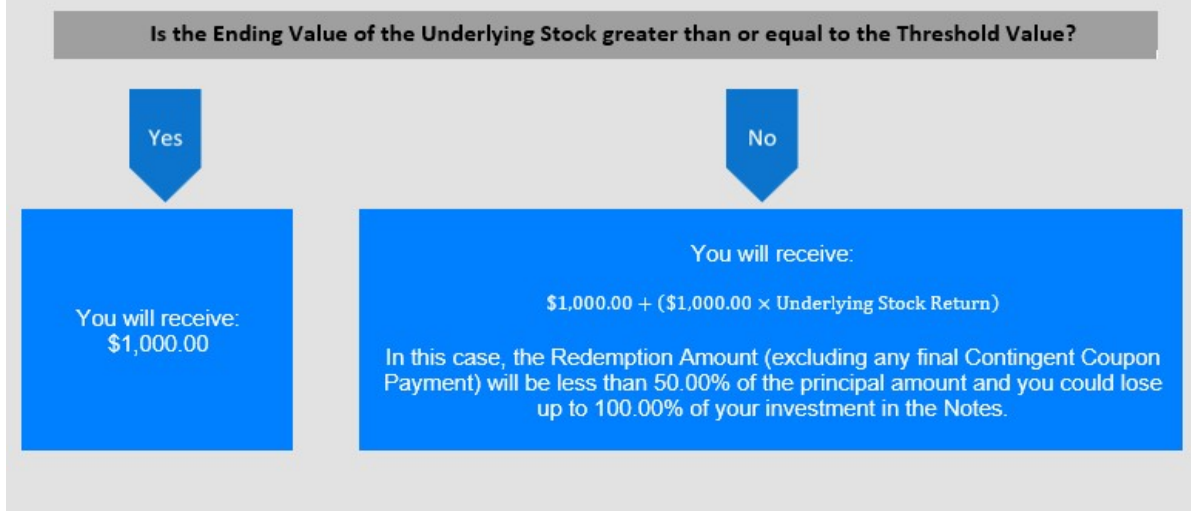 Is the Ending Value of the Underlying Stock greater than or equal to the Threshold Value?
Yes
No
You will receive:
$1,000.00
You will receive:
$1,000.00 + ($1,000.00 × Underlying Stock Return)
In this case, the Redemption Amount (excluding any final Contingent Coupon
Payment) will be less than 50.00% of the principal amount and you could lose
up to 100.00% of your investment in the Notes.